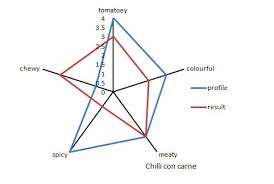 tomatoey
4
3.5
3
2.5
2
1.5
1
0.5
0
chewy
colourful
profile
result
spicy
meaty
Chilli con carne